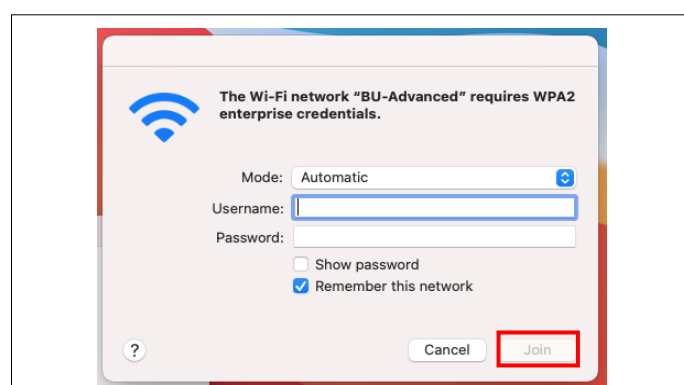 The Wi-Fi network “BU-Advanced” requires WPA2
enterprise credentials.
Mode: Automatic
Username:
Password:
Show password
Remember this network
? Cancel Join